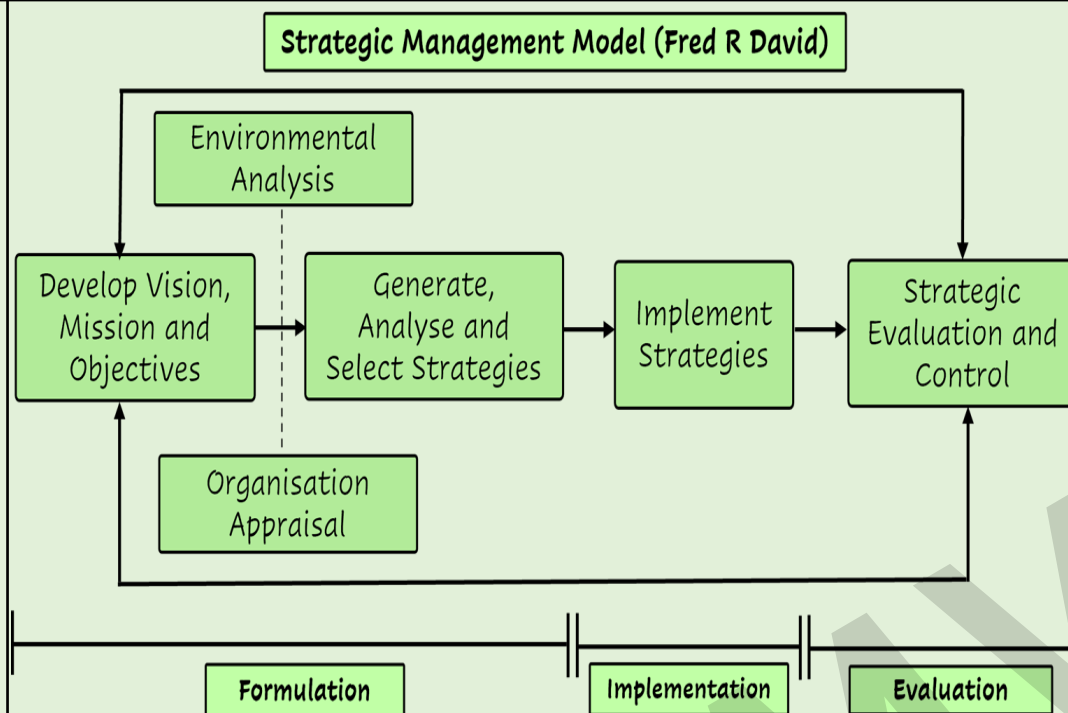 Strategic Management Model (Fred R David)
Environmental
Analysis
Develop Vision,
Mission and
Objectives
Generate,
Analyse and
Select Strategies
Implement
Strategies
Strategic
Evaluation and
Control
Organisation
Appraisal
Formulation
Implementation
Evaluation